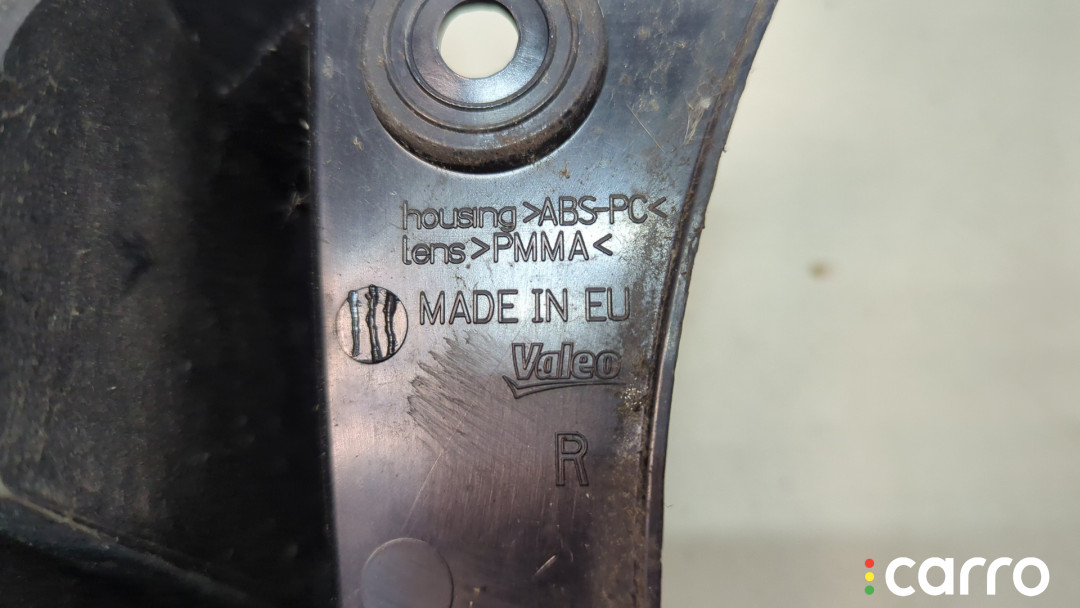 housing >ABS-PC<
lens >PMMA<
MADE IN EU
Valeo
R
carro